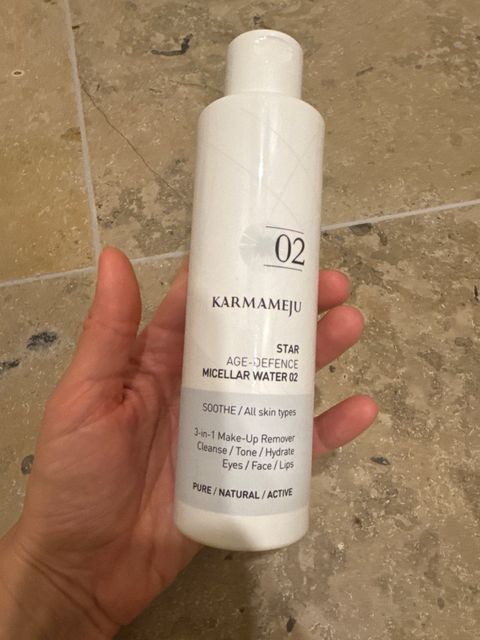 02
KARMAMEJU
STAR
AGE-DEFENCE
MICELLAR WATER 02
SOOTHE / All skin types
3-in-1 Make-Up Remover
Cleanse / Tone / Hydrate
Eyes / Face / Lips
PURE / NATURAL / ACTIVE